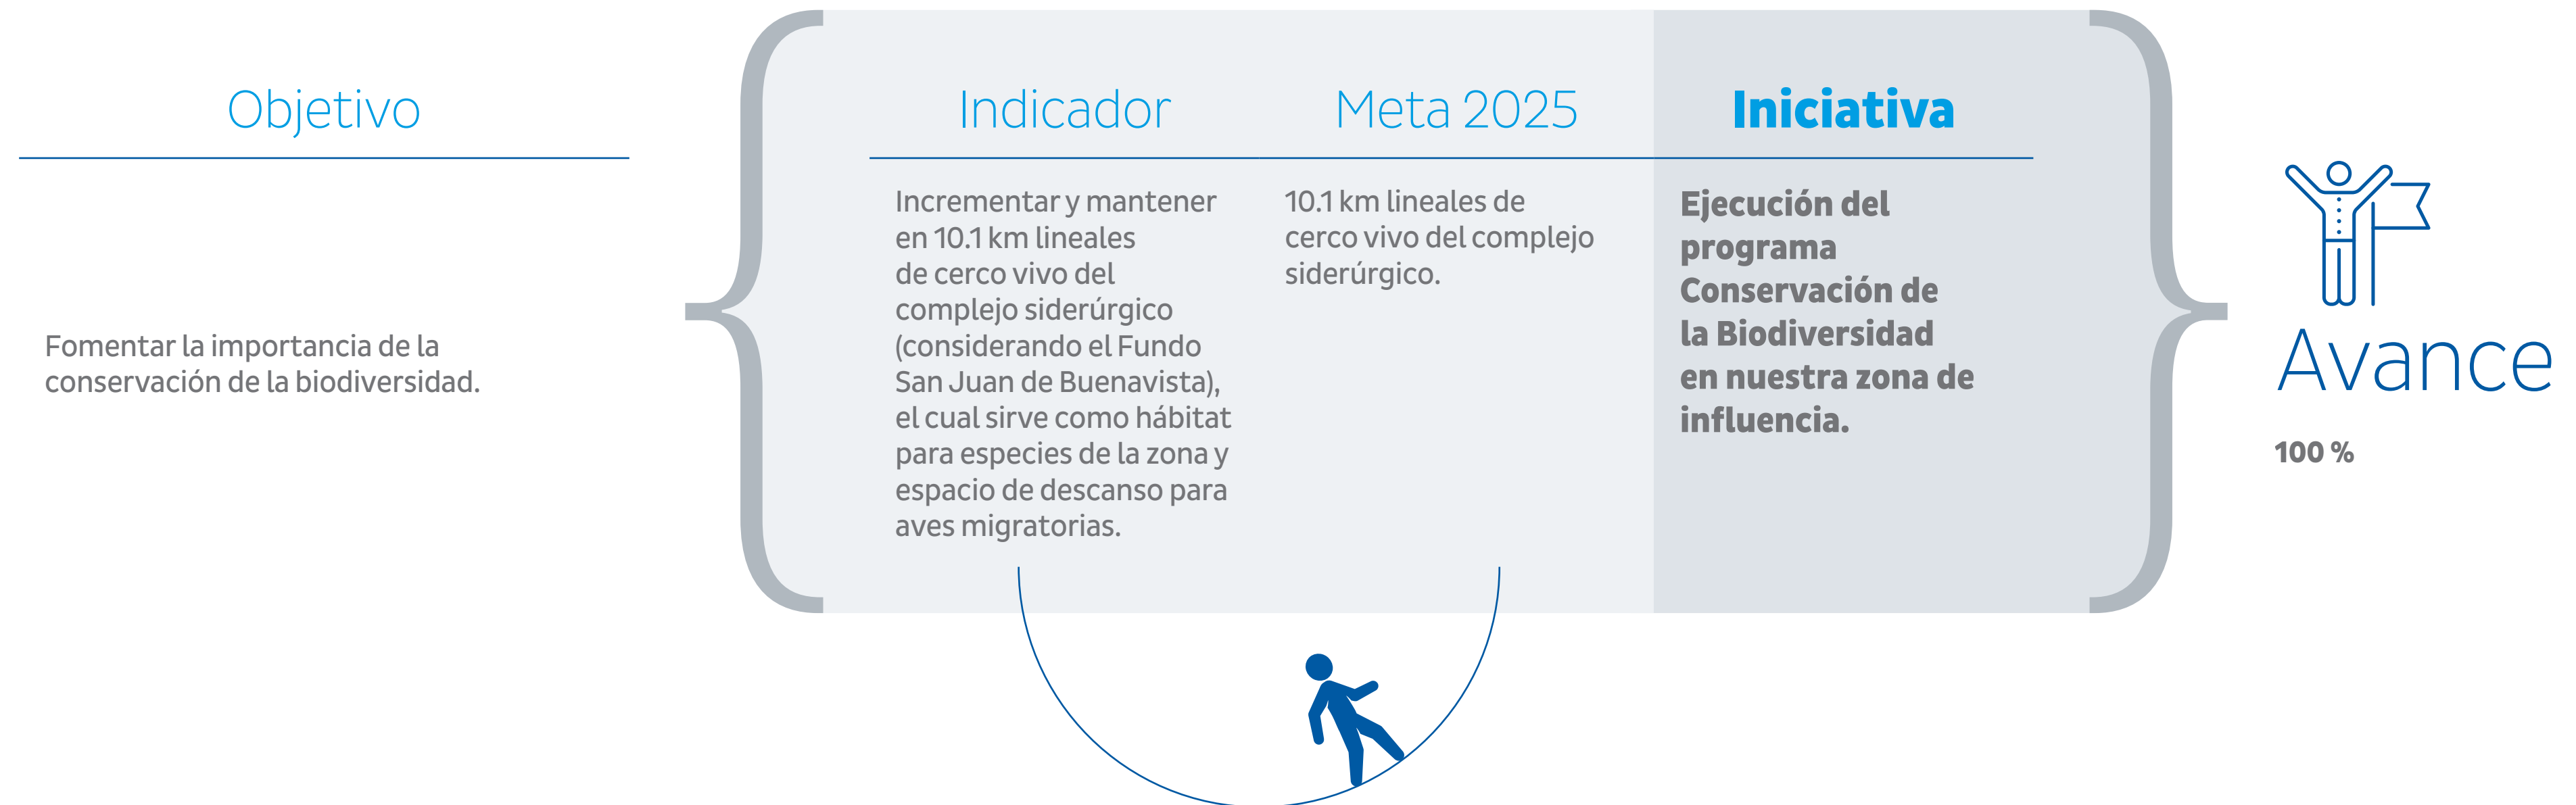 Objetivo
Fomentar la importancia de la
conservación de la biodiversidad.
Indicador
Incrementar y mantener
en 10.1 km lineales
de cerco vivo del
complejo siderúrgico
(considerando el Fundo
San Juan de Buenavista),
el cual sirve como hábitat
para especies de la zona y
espacio de descanso para
aves migratorias.
Meta 2025
10.1 km lineales de
cerco vivo del complejo
siderúrgico.
Iniciativa
Ejecución del
programa
Conservación de
la Biodiversidad
en nuestra zona de
influencia.
Avance
100 %